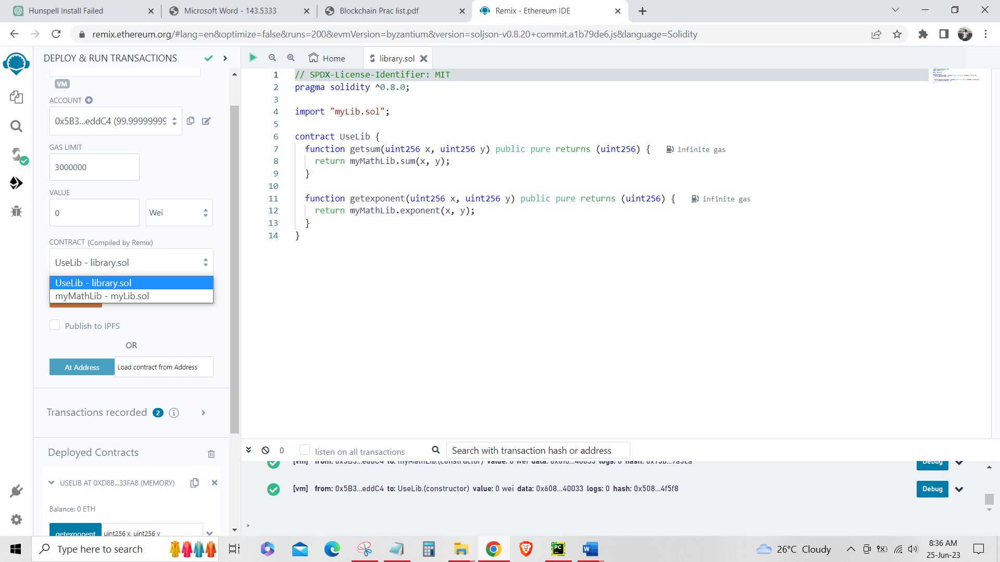 Hunspell Install Failed
Microsoft Word - 143.5333
Blockchain Prac list.pdf
Remix - Ethereum IDE
remix.ethereum.org/#lang=en&optimize=false&runs=200&evmVersion=byzantium&version=soljson-v0.8.20+commit.a1b79de6.js&language=Solidity
DEPLOY & RUN TRANSACTIONS
Home
library.sol
VM
ACCOUNT
0x5B3...eddC4 (99.99999999
GAS LIMIT
3000000
VALUE
0
Wei
CONTRACT (Compiled by Remix)
UseLib - library.sol
UseLib - library.sol
myMathLib - myLib.sol
Publish to IPFS
OR
At Address
Load contract from Address
Transactions recorded 2 i
Deployed Contracts
USELIB AT 0XD8B...33FA8 (MEMORY)
Balance: 0 ETH
getexponent
uint256 x, uint256 y
1 // SPDX-License-Identifier: MIT
2 pragma solidity ^0.8.0;
3
4 import "myLib.sol";
5
6 contract UseLib {
7 function getsum(uint256 x, uint256 y) public pure returns (uint256) { infinite gas
8 return myMathLib.sum(x, y);
9 }
10
11 function getexponent(uint256 x, uint256 y) public pure returns (uint256) { infinite gas
12 return myMathLib.exponent(x, y);
13 }
14 }
0
listen on all transactions
Search with transaction hash or address
[vm] from: 0x5B3...eddC4 to: myMathLib.(constructor) value: 0 wei data: 0x610...40033 logs: 0 hash: 0x75b...7a3ca
Debug
[vm] from: 0x5B3...eddC4 to: UseLib.(constructor) value: 0 wei data: 0x608...40033 logs: 0 hash: 0x508...4f5f8
Debug
>
Type here to search
PC
W
26°C Cloudy
8:36 AM
25-Jun-23